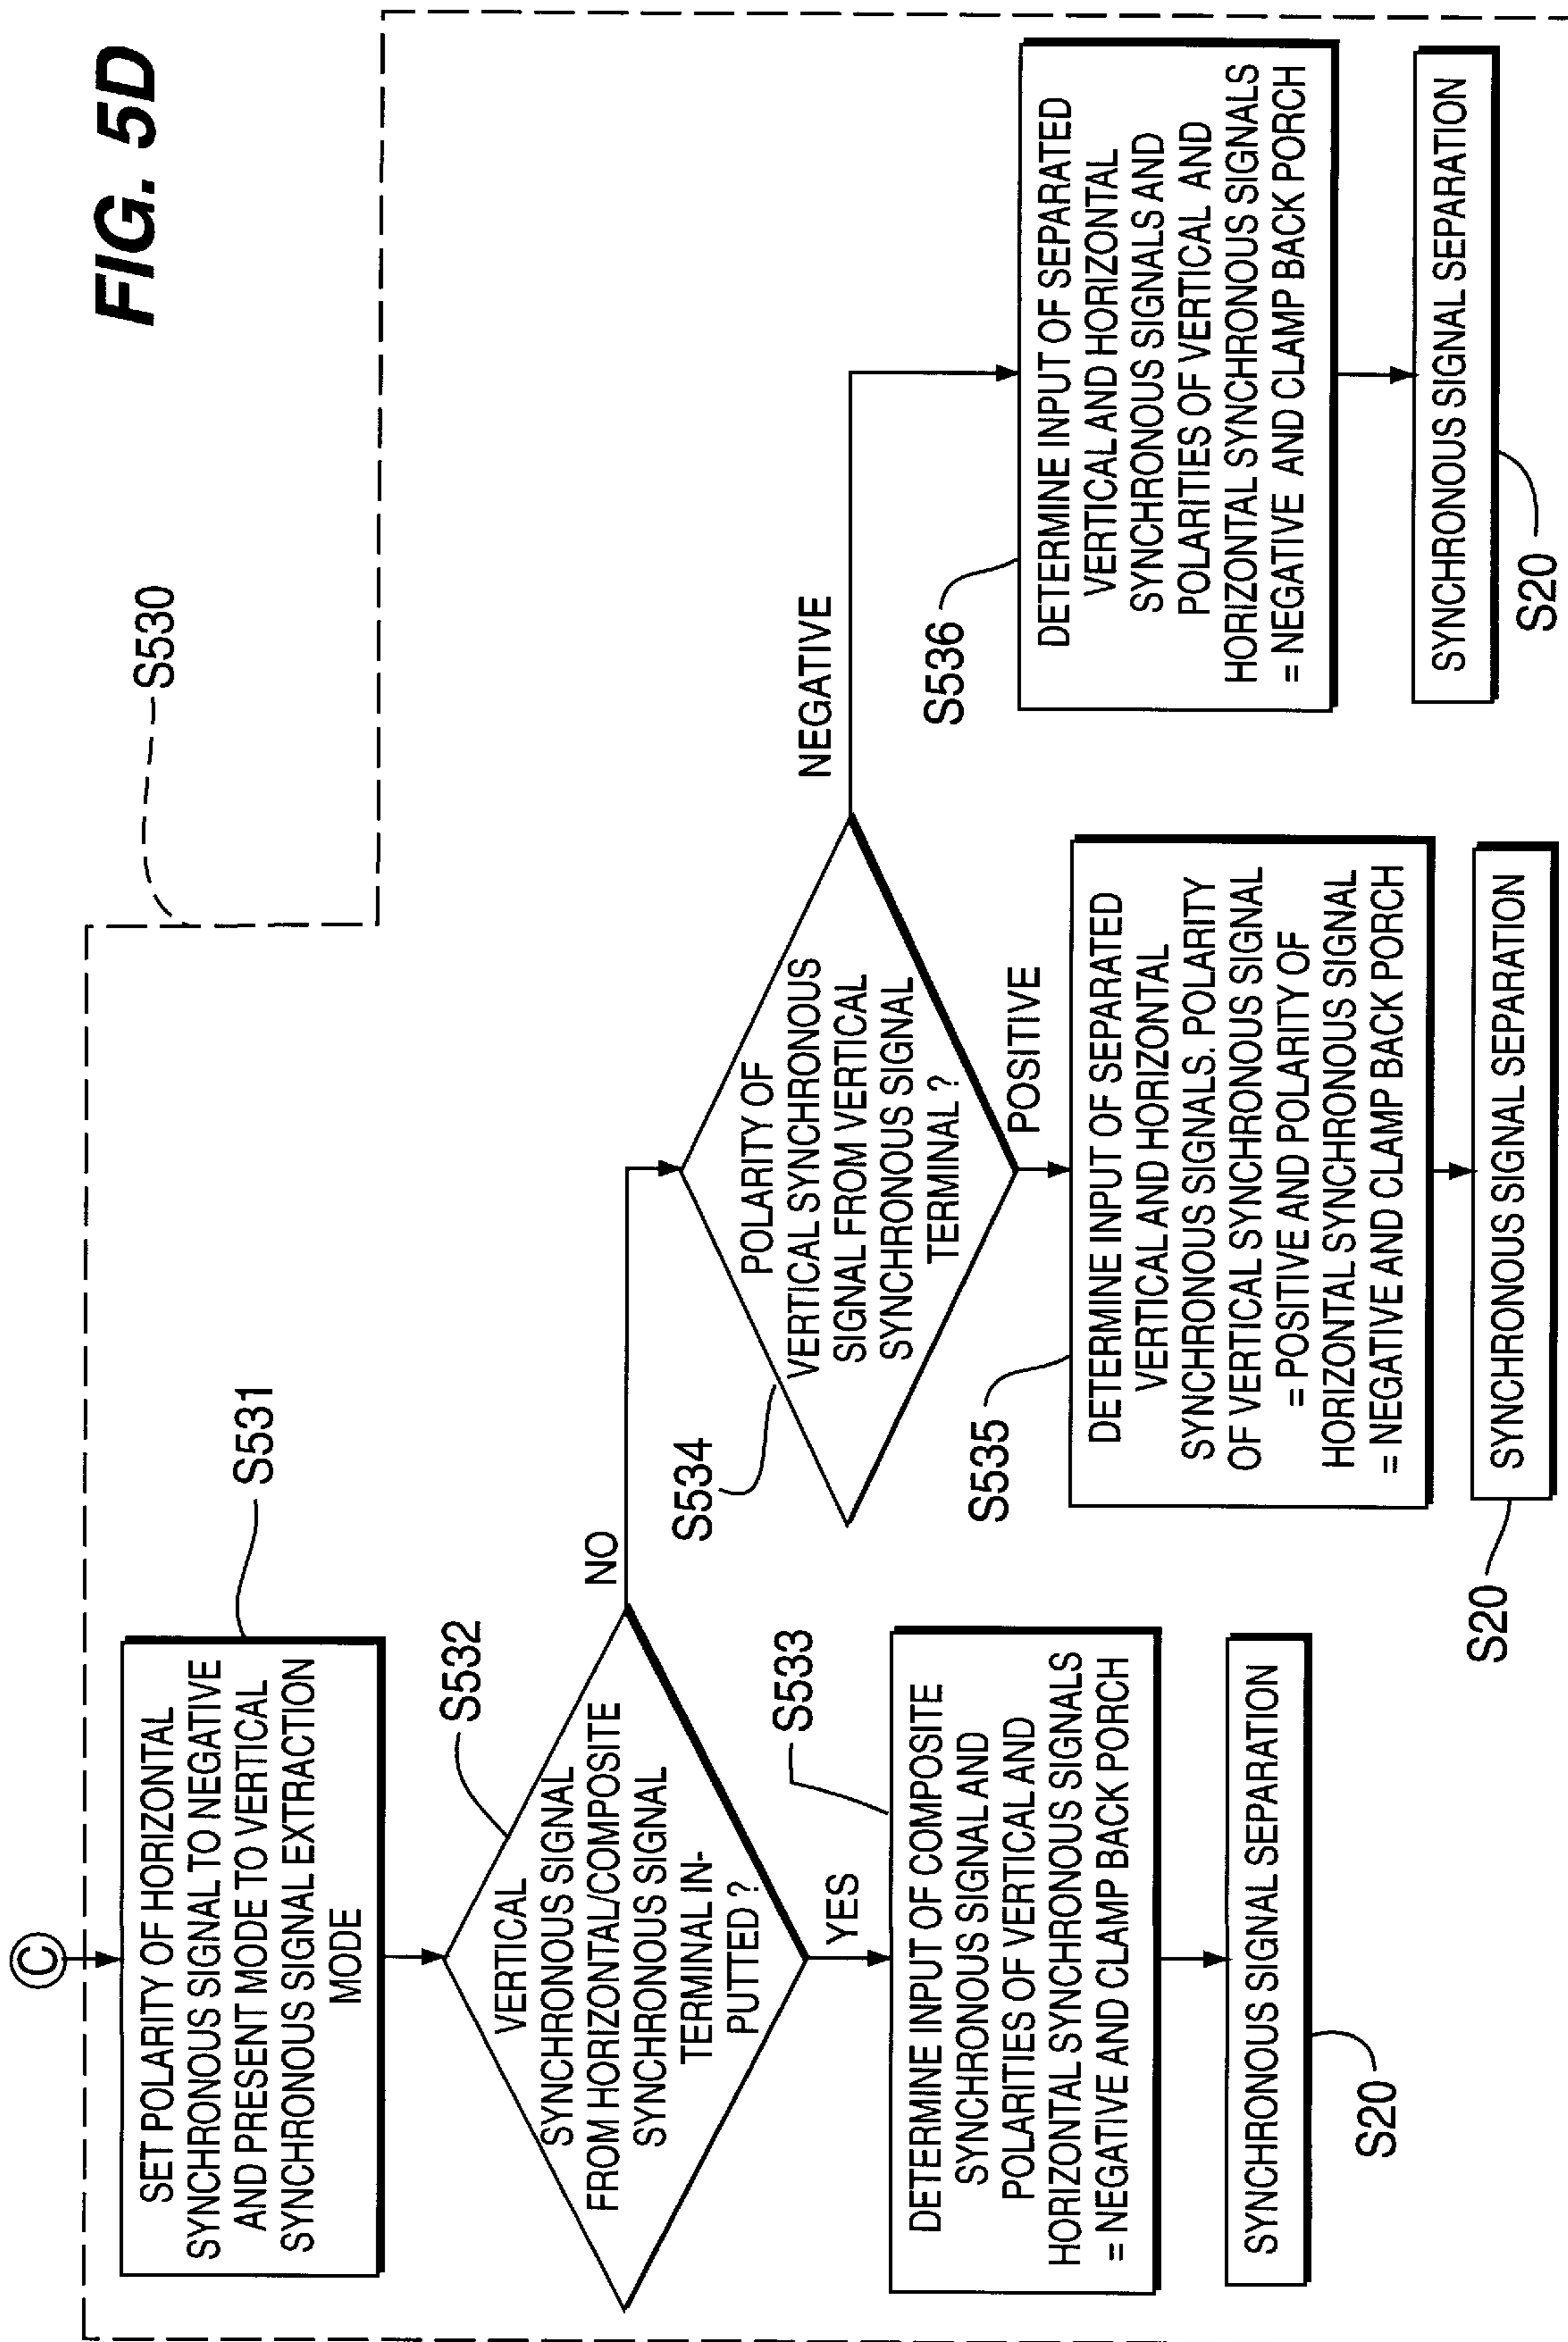 FIG. 5D
S530
C
SET POLARITY OF HORIZONTAL
SYNCHRONOUS SIGNAL TO NEGATIVE
AND PRESENT MODE TO VERTICAL
SYNCHRONOUS SIGNAL EXTRACTION
MODE
S531
VERTICAL
SYNCHRONOUS SIGNAL
FROM HORIZONTAL/COMPOSITE
SYNCHRONOUS SIGNAL
TERMINAL IN-
PUTTED ?
S532
NO
YES
DETERMINE INPUT OF COMPOSITE
SYNCHRONOUS SIGNAL AND
POLARITIES OF VERTICAL AND
HORIZONTAL SYNCHRONOUS SIGNALS
= NEGATIVE AND CLAMP BACK PORCH
S533
SYNCHRONOUS SIGNAL SEPARATION
S20
POLARITY OF
VERTICAL SYNCHRONOUS
SIGNAL FROM VERTICAL
SYNCHRONOUS SIGNAL
TERMINAL ?
S534
NEGATIVE
POSITIVE
S535
DETERMINE INPUT OF SEPARATED
VERTICAL AND HORIZONTAL
SYNCHRONOUS SIGNALS. POLARITY
OF VERTICAL SYNCHRONOUS SIGNAL
= POSITIVE AND POLARITY OF
HORIZONTAL SYNCHRONOUS SIGNAL
= NEGATIVE AND CLAMP BACK PORCH
SYNCHRONOUS SIGNAL SEPARATION
S20
S536
DETERMINE INPUT OF SEPARATED
VERTICAL AND HORIZONTAL
SYNCHRONOUS SIGNALS AND
POLARITIES OF VERTICAL AND
HORIZONTAL SYNCHRONOUS SIGNALS
= NEGATIVE AND CLAMP BACK PORCH
SYNCHRONOUS SIGNAL SEPARATION
S20